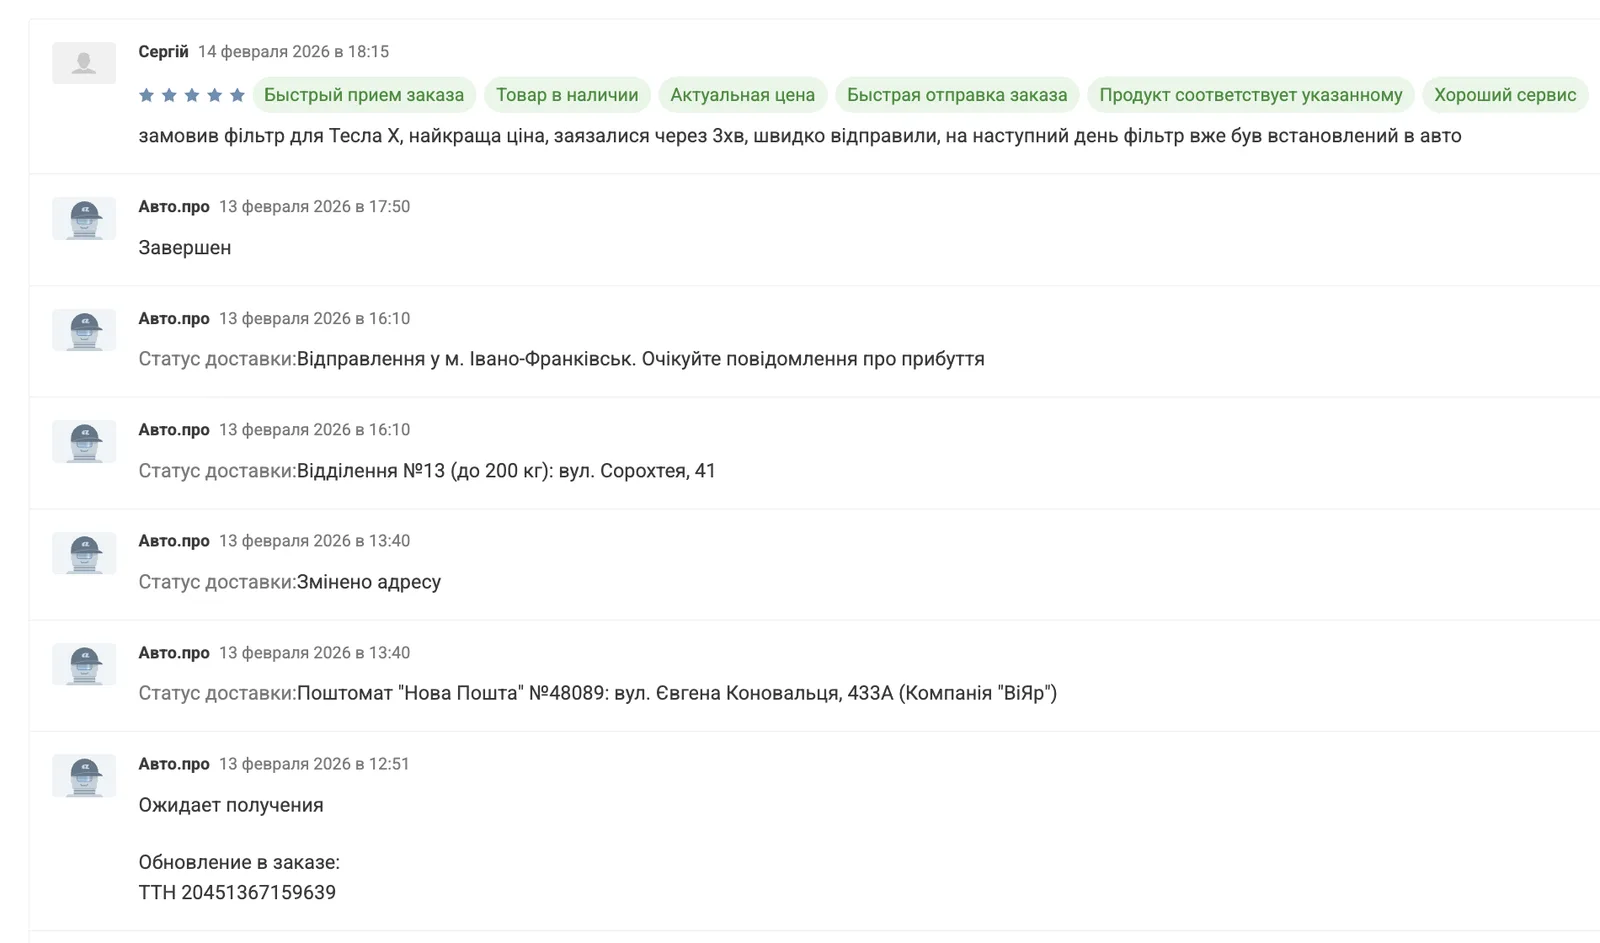 Сергій 14 февраля 2026 в 18:15
Быстрый прием заказа Товар в наличии Актуальная цена Быстрая отправка заказа Продукт соответствует указанному Хороший сервис
замовив фільтр для Тесла Х, найкраща ціна, заязалися через 3хв, швидко відправили, на наступний день фільтр вже був встановлений в авто
Авто.про 13 февраля 2026 в 17:50
Завершен
Авто.про 13 февраля 2026 в 16:10
Статус доставки:Відправлення у м. Івано-Франківськ. Очікуйте повідомлення про прибуття
Авто.про 13 февраля 2026 в 16:10
Статус доставки:Відділення №13 (до 200 кг): вул. Сорохтея, 41
Авто.про 13 февраля 2026 в 13:40
Статус доставки:Змінено адресу
Авто.про 13 февраля 2026 в 13:40
Статус доставки:Поштомат "Нова Пошта" №48089: вул. Євгена Коновальця, 433А (Компанія "ВіЯр")
Авто.про 13 февраля 2026 в 12:51
Ожидает получения
Обновление в заказе:
ТТН 20451367159639